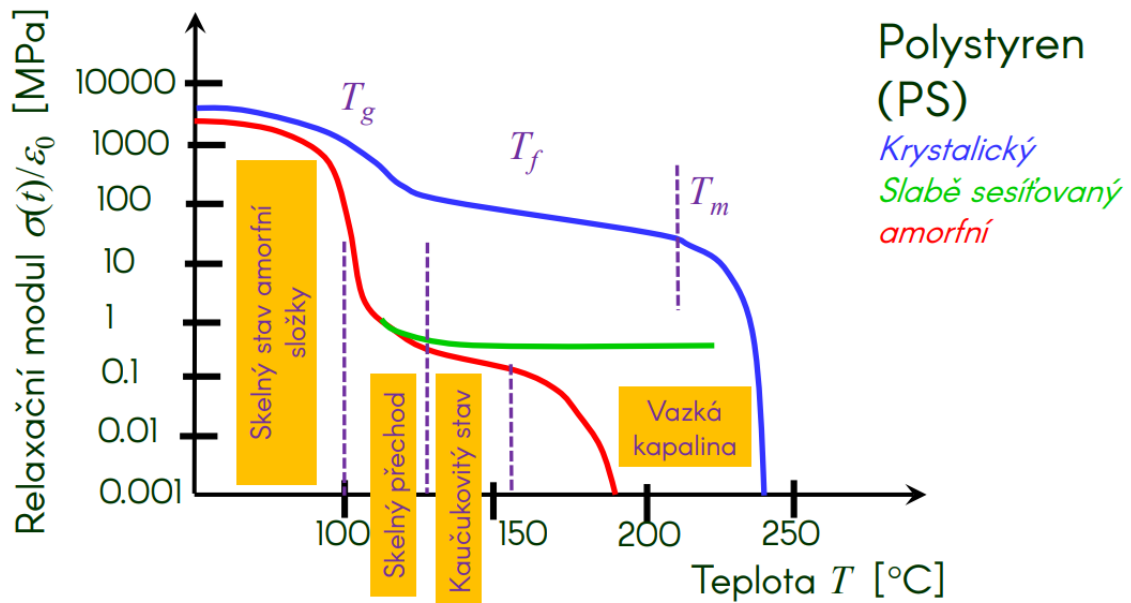 Relaxační modul σ(t)/ε₀ [MPa]
10000
1000
100
10
1
0.1
0.01
0.001
T_g
T_f
T_m
Polystyren
(PS)
Krystalický
Slabě sesíťovaný
amorfní
Skelný stav amorfní
složky
Skelný přechod
Kaučukovitý stav
Vazká
kapalina
100
150
200
250
Teplota T [°C]